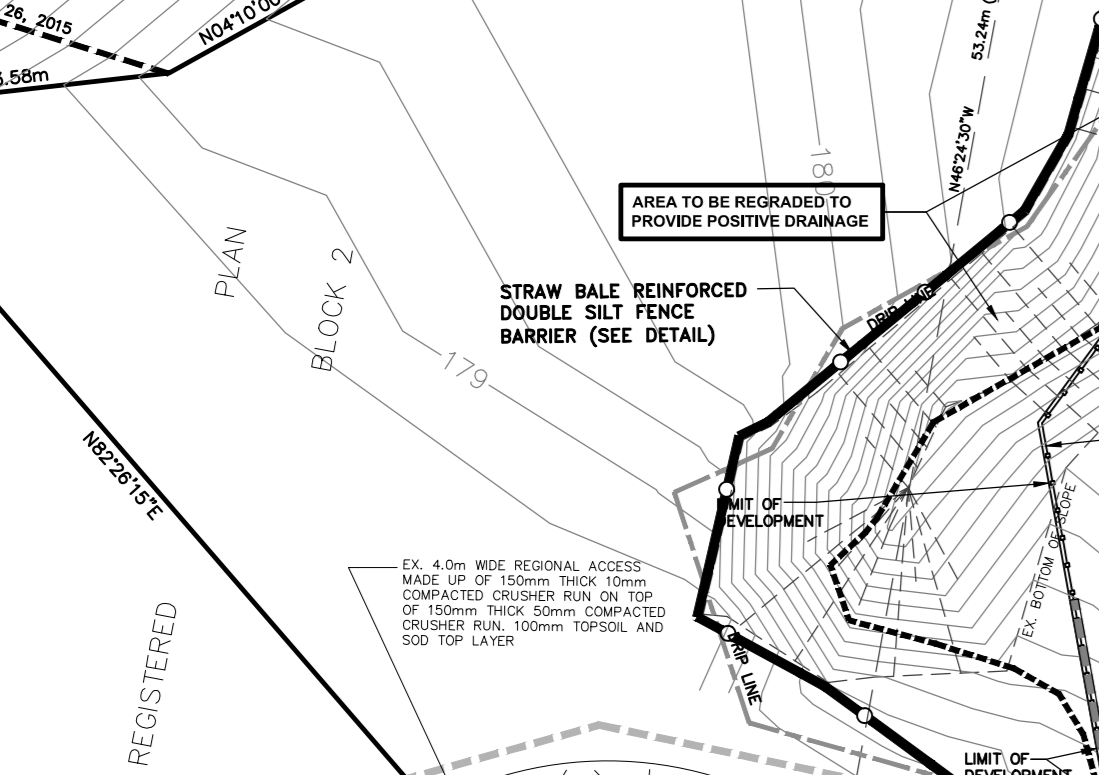 26, 2015
N04°10'00
.58m
53.24m (
N46°24'30"W
180
AREA TO BE REGRADED TO
PROVIDE POSITIVE DRAINAGE
PLAN
BLOCK 2
STRAW BALE REINFORCED
DOUBLE SILT FENCE
BARRIER (SEE DETAIL)
DRIP LINE
179
N82°26'15"E
LIMIT OF
DEVELOPMENT
EX. BOTTOM OF SLOPE
EX. 4.0m WIDE REGIONAL ACCESS
MADE UP OF 150mm THICK 10mm
COMPACTED CRUSHER RUN ON TOP
OF 150mm THICK 50mm COMPACTED
CRUSHER RUN. 100mm TOPSOIL AND
SOD TOP LAYER
REGISTERED
DRIP LINE
LIMIT OF
DEVELOPMENT